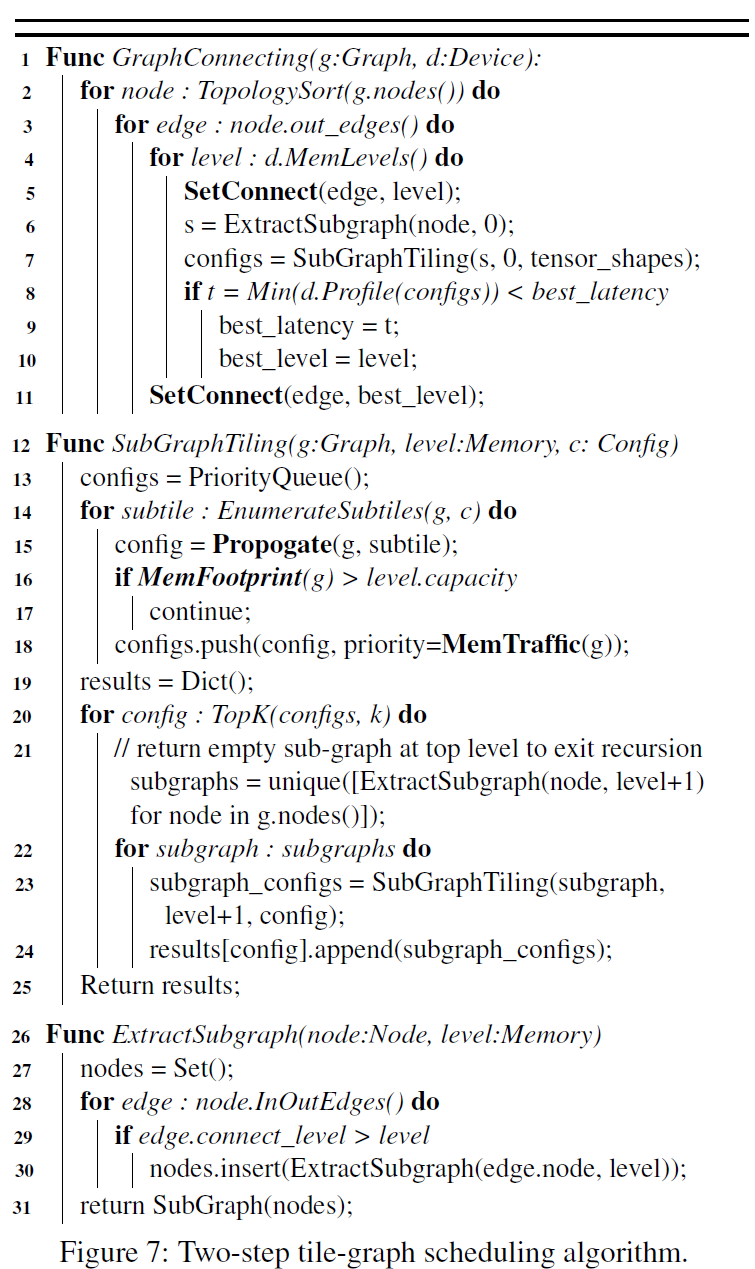 1 Func GraphConnecting(g:Graph, d:Device):
2 for node : TopologySort(g.nodes()) do
3 for edge : node.out_edges() do
4 for level : d.MemLevels() do
5 SetConnect(edge, level);
6 s = ExtractSubgraph(node, 0);
7 configs = SubGraphTiling(s, 0, tensor_shapes);
8 if t = Min(d.Profile(configs)) < best_latency
9 best_latency = t;
10 best_level = level;
11 SetConnect(edge, best_level);
12 Func SubGraphTiling(g:Graph, level:Memory, c: Config)
13 configs = PriorityQueue();
14 for subtile : EnumerateSubtiles(g, c) do
15 config = Propogate(g, subtile);
16 if MemFootprint(g) > level.capacity
17 continue;
18 configs.push(config, priority=MemTraffic(g));
19 results = Dict();
20 for config : TopK(configs, k) do
21 // return empty sub-graph at top level to exit recursion
subgraphs = unique([ExtractSubgraph(node, level+1)
for node in g.nodes()]);
22 for subgraph : subgraphs do
23 subgraph_configs = SubGraphTiling(subgraph,
level+1, config);
24 results[config].append(subgraph_configs);
25 Return results;
26 Func ExtractSubgraph(node:Node, level:Memory)
27 nodes = Set();
28 for edge : node.InOutEdges() do
29 if edge.connect_level > level
30 nodes.insert(ExtractSubgraph(edge.node, level));
31 return SubGraph(nodes);
Figure 7: Two-step tile-graph scheduling algorithm.